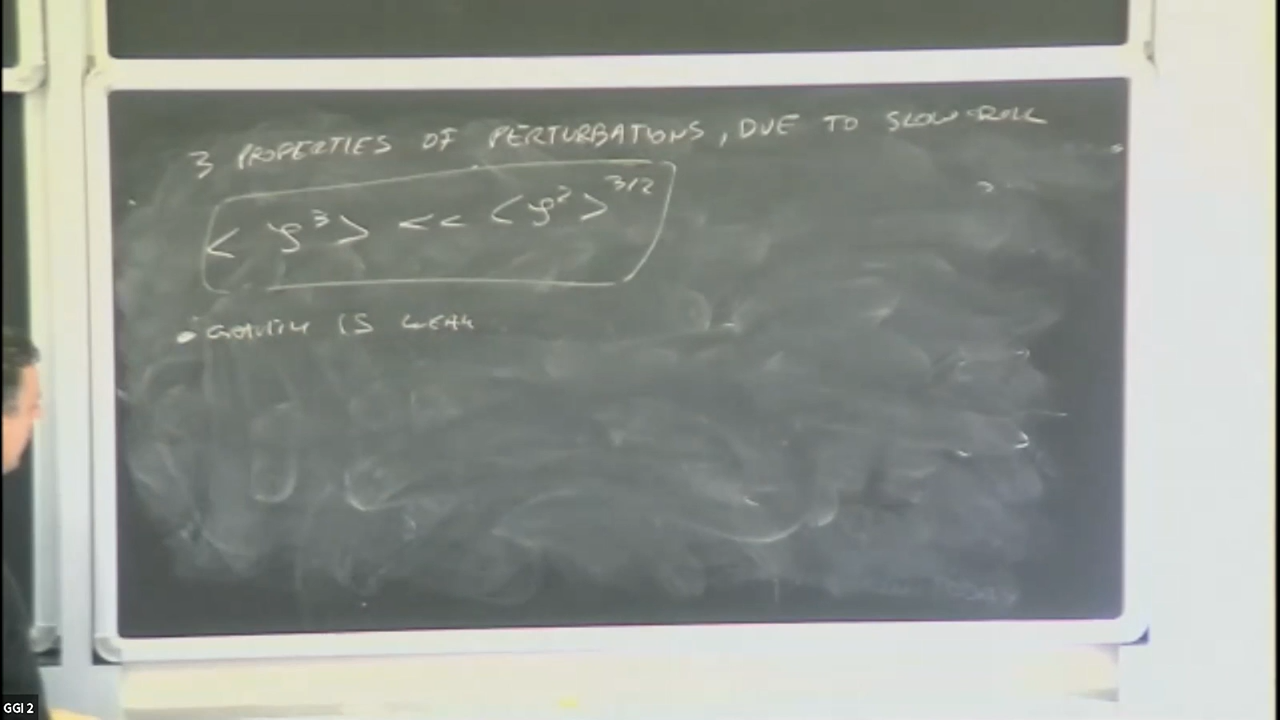 3 PROPERTIES OF PERTURBATIONS, DUE TO SLOW-ROLL
< ζ³ > << < ζ² >^3/2
• GRAVITY IS WEAK
GGI 2